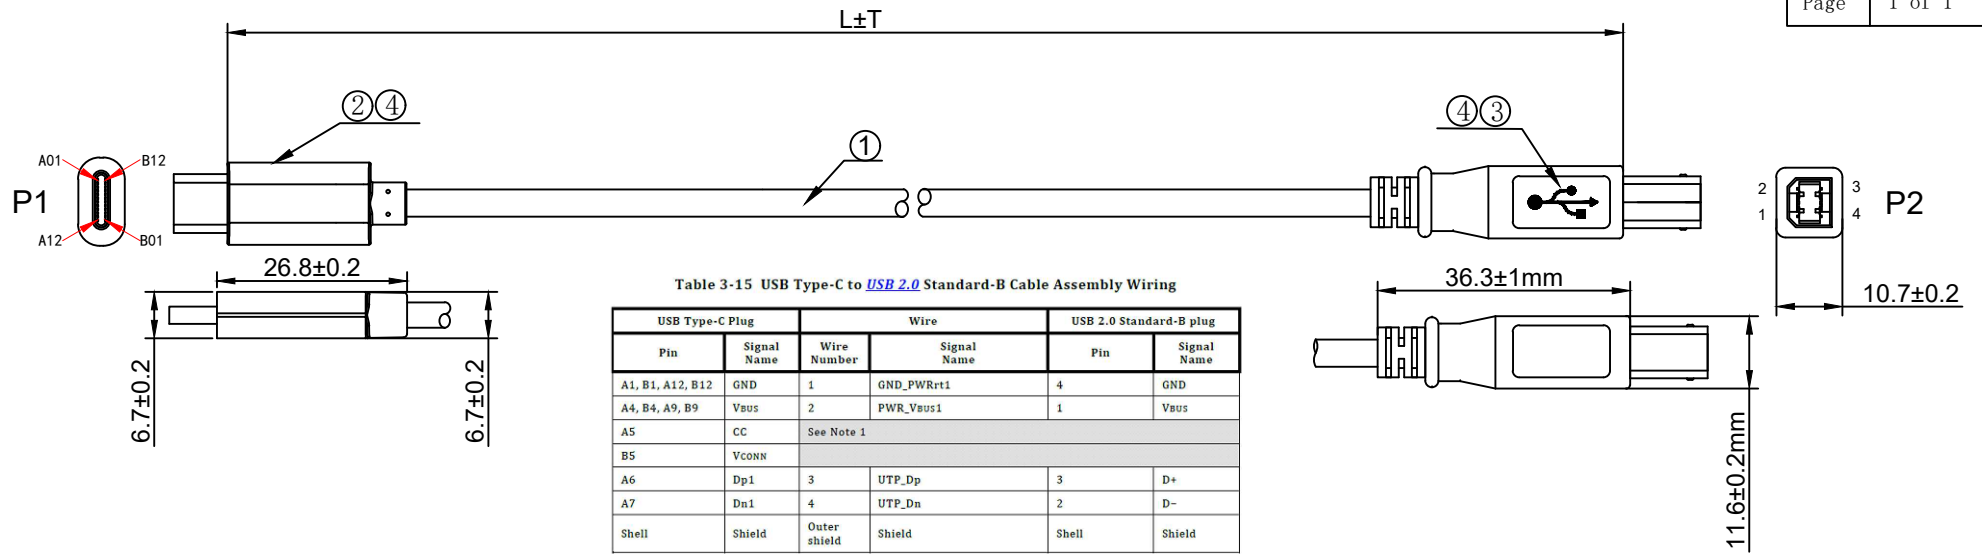 Page 1 of 1
L±T
②④
④③
①
A01 B12
P1
A12 B01
2 3
1 4
P2
26.8±0.2
6.7±0.2
6.7±0.2
36.3±1mm
10.7±0.2
11.6±0.2mm
Table 3-15 USB Type-C to USB 2.0 Standard-B Cable Assembly Wiring
USB Type-C Plug Wire USB 2.0 Standard-B plug
Pin Signal Name Wire Number Signal Name Pin Signal Name
A1, B1, A12, B12 GND 1 GND_PWRrt1 4 GND
A4, B4, A9, B9 VBUS 2 PWR_VBUS1 1 VBUS
A5 CC See Note 1
B5 VCONN
A6 Dp1 3 UTP_Dp 3 D+
A7 Dn1 4 UTP_Dn 2 D−
Shell Shield Outer shield Shield Shell Shield